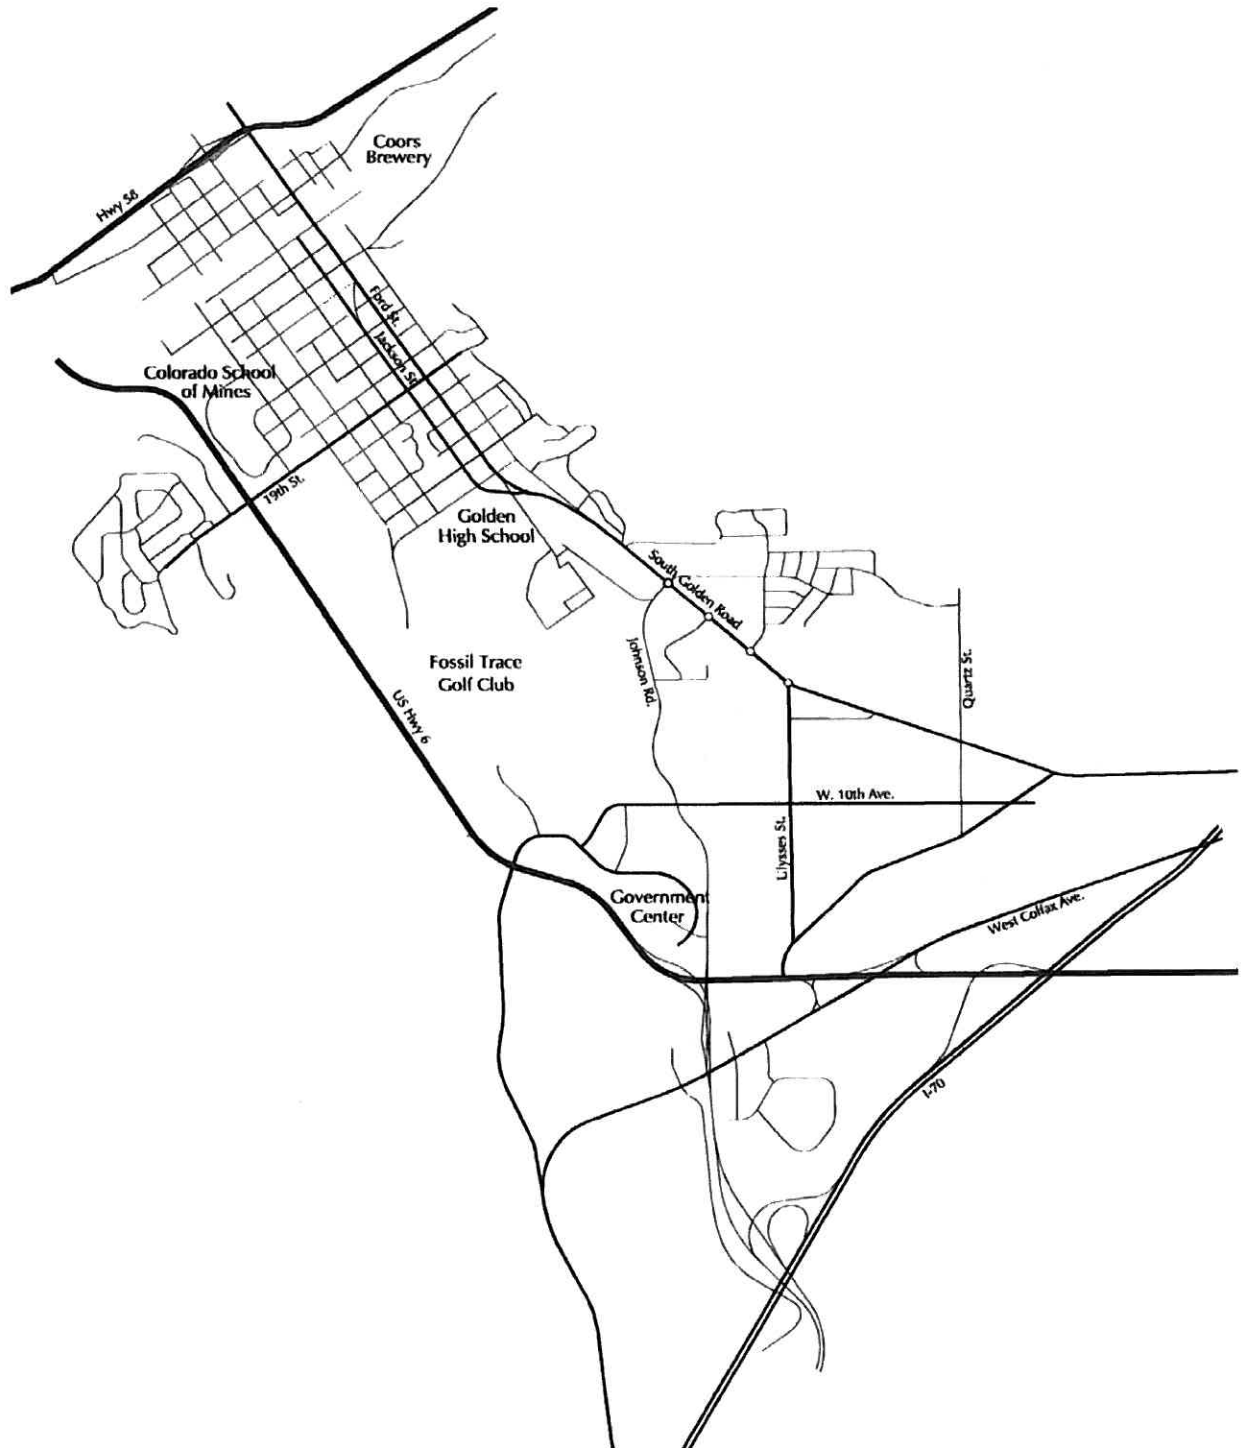 Coors
Brewery
Hwy 58
Ford St.
Jackson St.
Colorado School
of Mines
19th St.
Golden
High School
South Golden Road
Johnson Rd.
Fossil Trace
Golf Club
Quartz St.
US Hwy 6
W. 10th Ave.
Ulysses St.
Government
Center
West Colfax Ave.
I-70